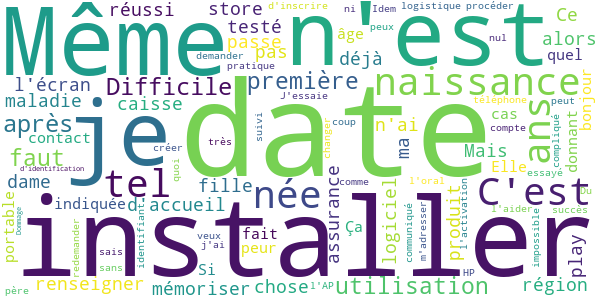 réussi store d'inscrire ni Idem logistique procéder
Même n'est
testé passe pas déjà âge peux nul Ce alors
demander pratique quel
l'écran Difficile première naissance bonjour
maladie caisse J'essaie téléphone peut
après je date n'ai cas ans compliqué donnant
contact créer très suivi changer coup ma compte
faut quoi Mais Elle essayé
d'identification
dame tel fille née comme l'oral C'est
indiquée d'accueil assurance logiciel produit l'aider Ou
portable Dommage installer succès
redemander identifiant fait Ça communiqué m'adresser l'activation impossible play
sais veux j'ai
sans Si peur HP
renseigner mémoriser chose l'AP utilisation région
père